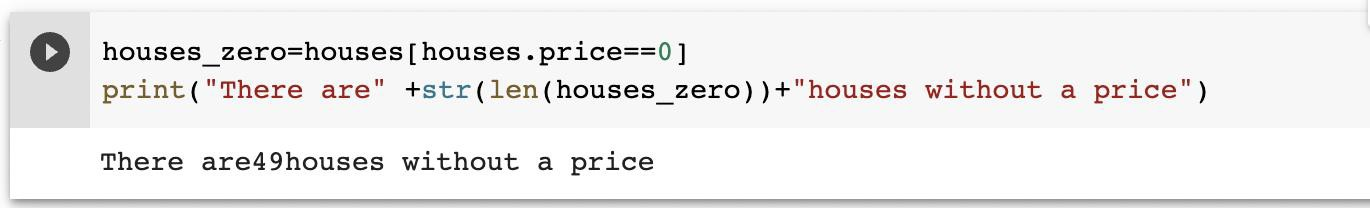 houses_zero=houses[houses.price==0]
print("There are" +str(len(houses_zero))+"houses without a price")
There are49houses without a price